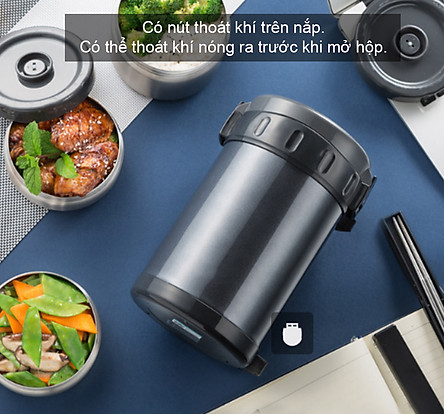 Có nút thoát khí trên nắp.
Có thể thoát khí nóng ra trước khi mở hộp.